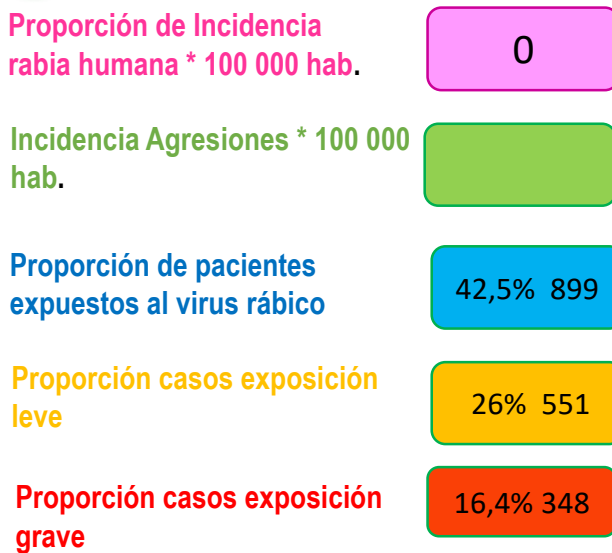 Proporción de Incidencia
rabia humana * 100 000 hab.
0
Incidencia Agresiones * 100 000
hab.
Proporción de pacientes
expuestos al virus rábico
42,5% 899
Proporción casos exposición
leve
26% 551
Proporción casos exposición
grave
16,4% 348